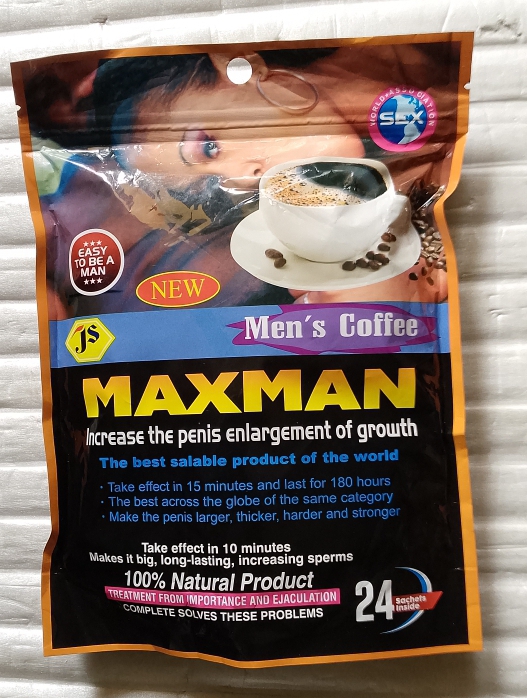 WORLD ASSOCIATION
SEX
EASY
TO BE A
MAN
NEW
JS
Men's Coffee
MAXMAN
Increase the penis enlargement of growth
The best salable product of the world
· Take effect in 15 minutes and last for 180 hours
· The best across the globe of the same category
· Make the penis larger, thicker, harder and stronger
Take effect in 10 minutes
Makes it big, long-lasting, increasing sperms
100% Natural Product
TREATMENT FROM IMPORTANCE AND EJACULATION
COMPLETE SOLVES THESE PROBLEMS
24 Sachets
Inside